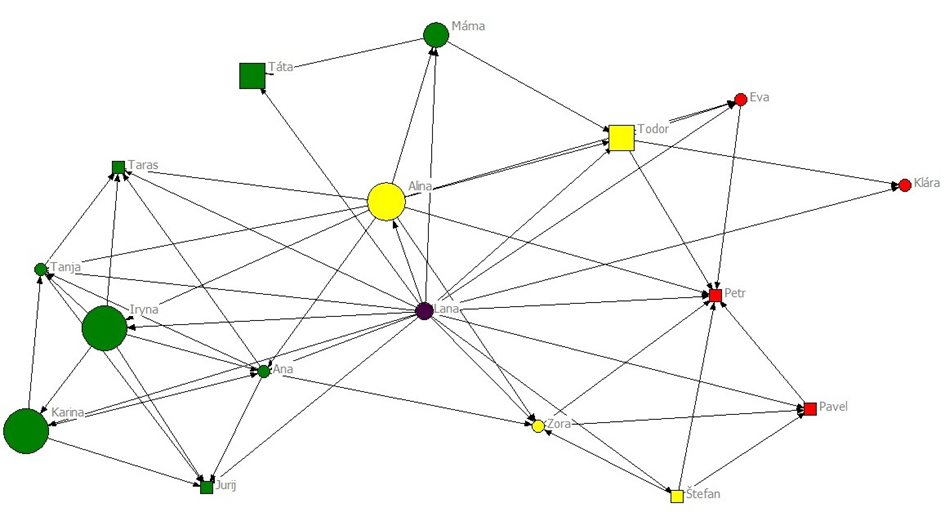 Máma
Táta
Eva
Todor
Taras
Alina
Klára
Tanja
Petr
Iryna
Lana
Ana
Karina
Pavel
Zora
Jurij
Štefan